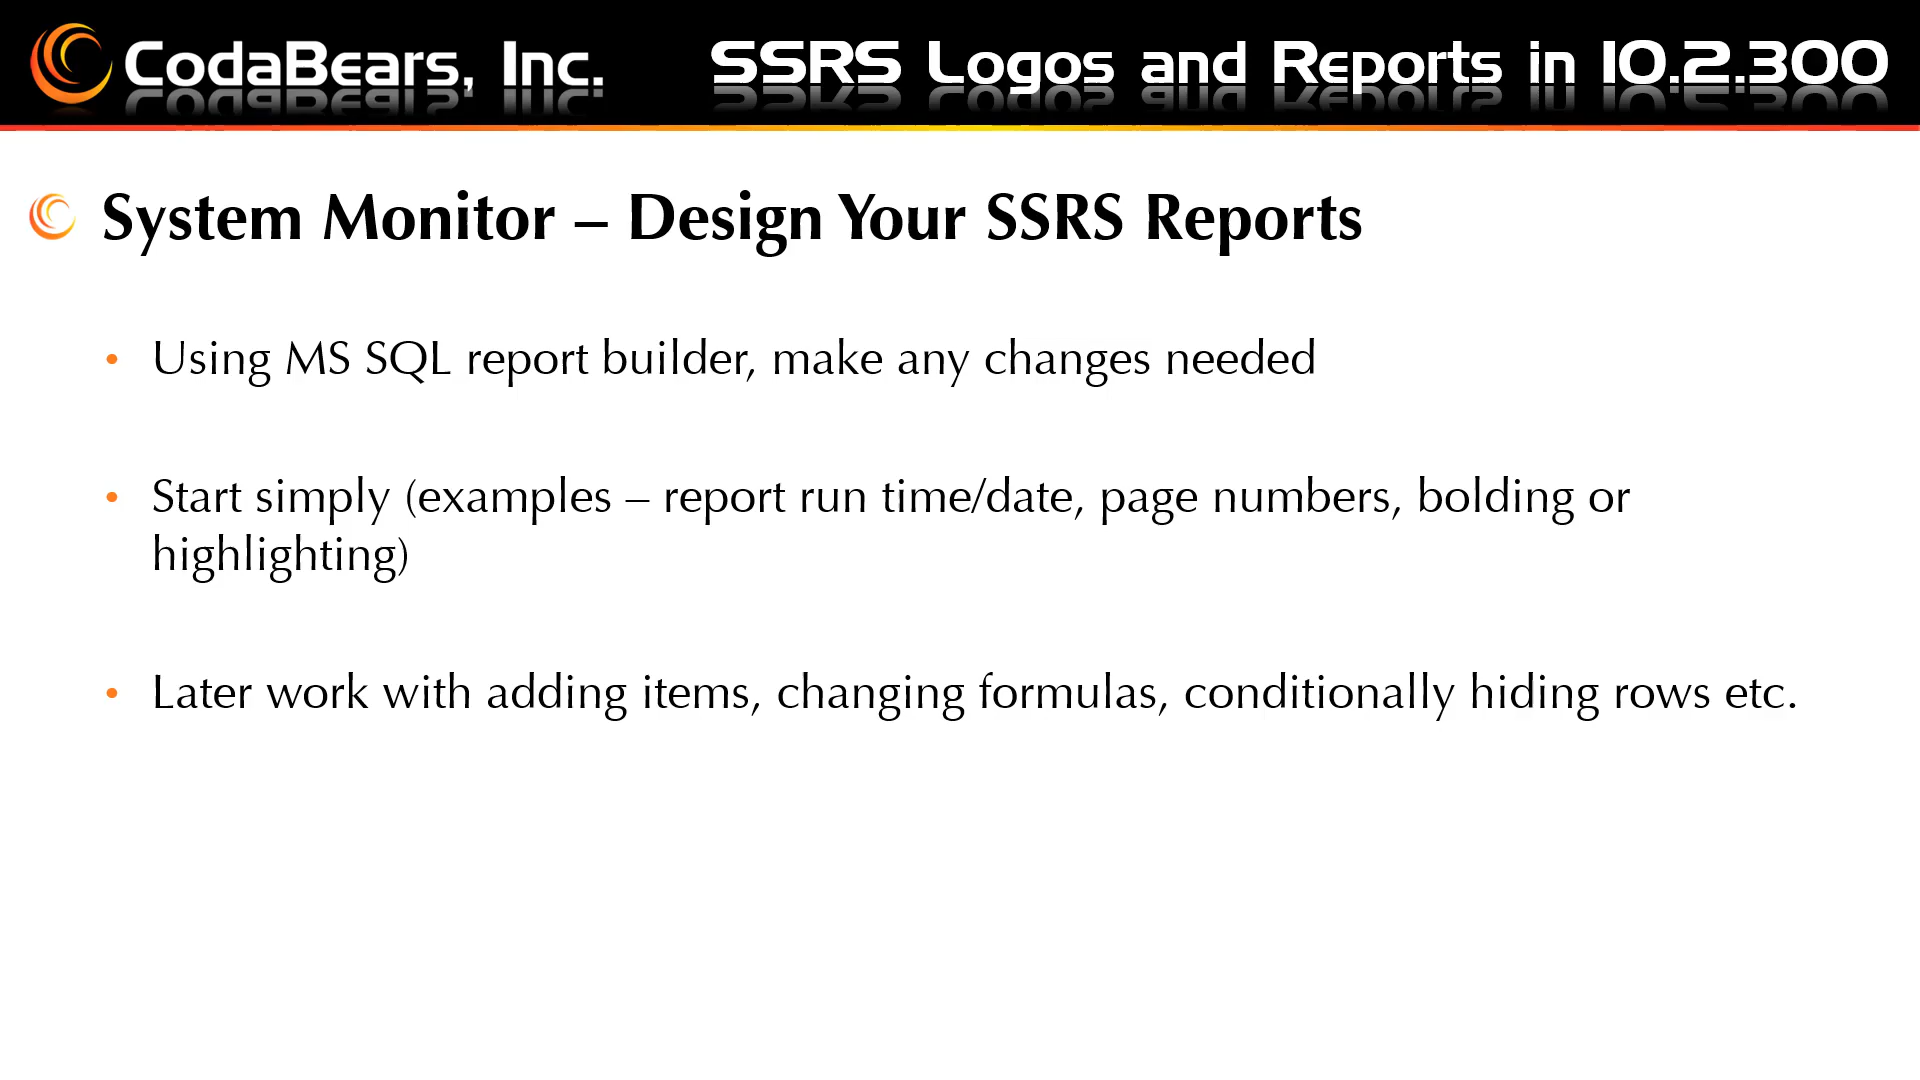 CodaBears, Inc. SSRS Logos and Reports in 10.2.300
System Monitor – Design Your SSRS Reports
• Using MS SQL report builder, make any changes needed
• Start simply (examples – report run time/date, page numbers, bolding or
highlighting)
• Later work with adding items, changing formulas, conditionally hiding rows etc.